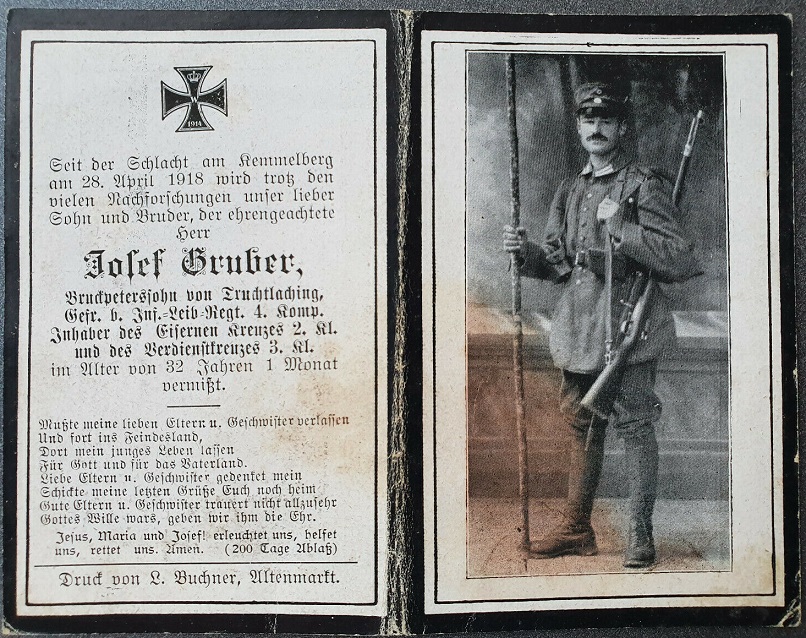 W
1914
Seit der Schlacht am Kemmelberg
am 28. April 1918 wird trotz den
vielen Nachforschungen unser lieber
Sohn und Bruder, der ehrengeachtete
Herr
Josef Gruber,
Bruckpeterssohn von Truchtlaching,
Gefr. b. Inf.-Leib-Regt. 4. Komp.
Inhaber des Eisernen Kreuzes 2. Kl.
und des Verdienstkreuzes 3. Kl.
im Alter von 32 Jahren 1 Monat
vermißt.
Mußte meine lieben Eltern u. Geschwister verlassen
Und fort ins Feindesland,
Dort mein junges Leben lassen
Für Gott und für das Vaterland.
Liebe Eltern u. Geschwister gedenket mein
Schickte meine letzten Grüße Euch noch heim
Gute Eltern u. Geschwister trauert nicht allzusehr
Gottes Wille wars, geben wir ihm die Ehr.
Jesus, Maria und Josef! erleuchtet uns, helfet
uns, rettet uns. Amen. (200 Tage Ablaß)
Druck von L. Buchner, Altenmarkt.